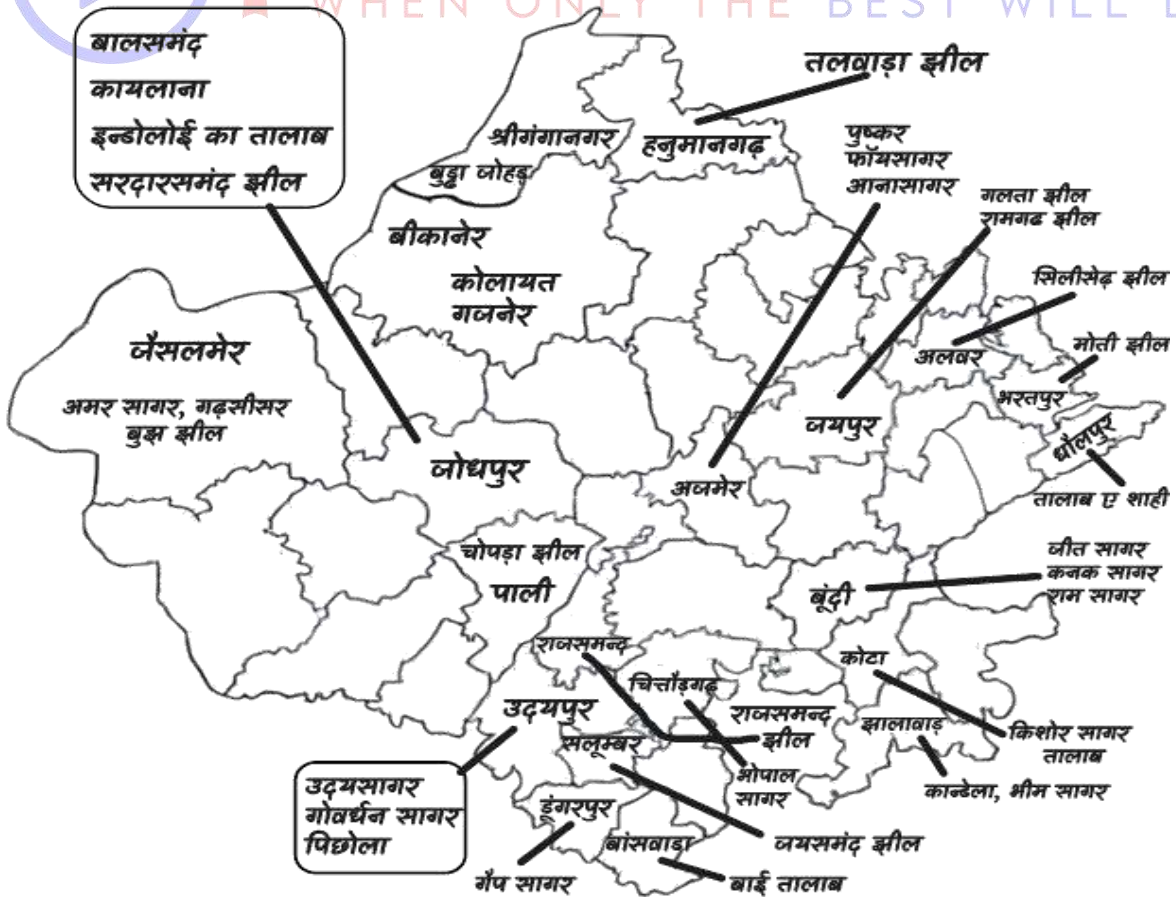 WHEN ONLY THE BEST WILL
बालसमंद
कायलाना
इन्डोलोई का तालाब
सरदारसमंद झील
तलवाड़ा झील
श्रीगंगानगर
हनुमानगढ़
बुड्ढा जोहड़
पुष्कर
फॉयसागर
आनासागर
गलता झील
रामगढ झील
बीकानेर
कोलायत
गजनेर
सिलीसेढ़ झील
अलवर
मोती झील
भरतपुर
जैसलमेर
अमर सागर, गढ़सीसर
बुझ झील
जयपुर
धौलपुर
तालाब ए शाही
जोधपुर
अजमेर
चोपड़ा झील
पाली
जीत सागर
कनक सागर
राम सागर
बूंदी
राजसमन्द
चित्तौड़गढ़
कोटा
उदयपुर
राजसमन्द
झील
झालावाड़
किशोर सागर
तालाब
सलूम्बर
भोपाल
सागर
कान्डेला, भीम सागर
उदयसागर
गोवर्धन सागर
पिछोला
डूंगरपुर
बांसवाडा
जयसमंद झील
गैप सागर
बाई तालाब